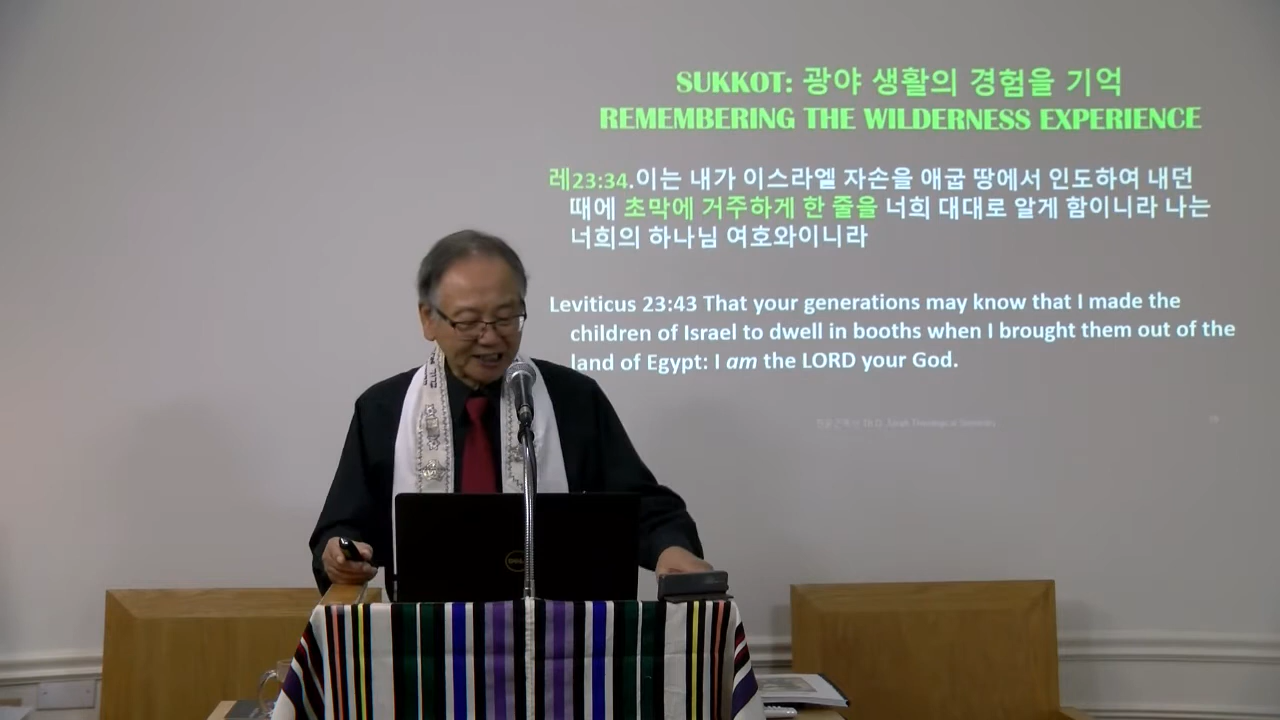 SUKKOT: 광야 생활의 경험을 기억
REMEMBERING THE WILDERNESS EXPERIENCE
레23:34.이는 내가 이스라엘 자손을 애굽 땅에서 인도하여 내던
때에 초막에 거주하게 한 줄을 너희 대대로 알게 함이니라 나는
너희의 하나님 여호와이니라
Leviticus 23:43 That your generations may know that I made the
children of Israel to dwell in booths when I brought them out of the
land of Egypt: I am the LORD your God.
DELL